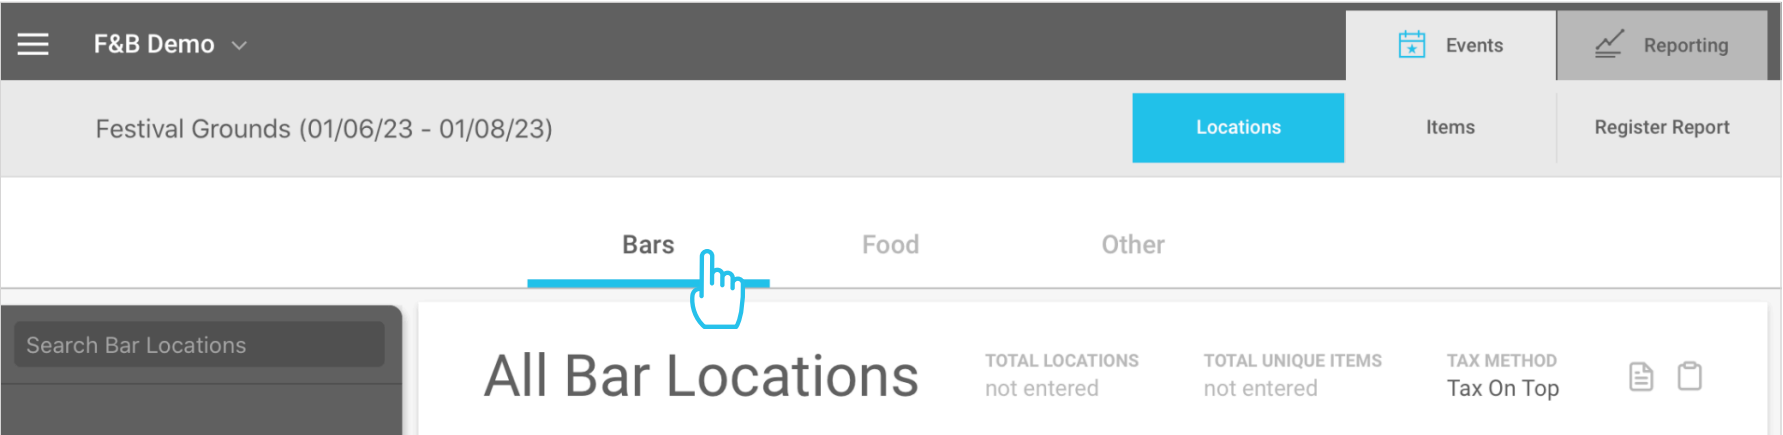 F&B Demo
Events
Reporting
Festival Grounds (01/06/23 - 01/08/23)
Locations
Items
Register Report
Bars
Food
Other
Search Bar Locations
All Bar Locations
TOTAL LOCATIONS
not entered
TOTAL UNIQUE ITEMS
not entered
TAX METHOD
Tax On Top